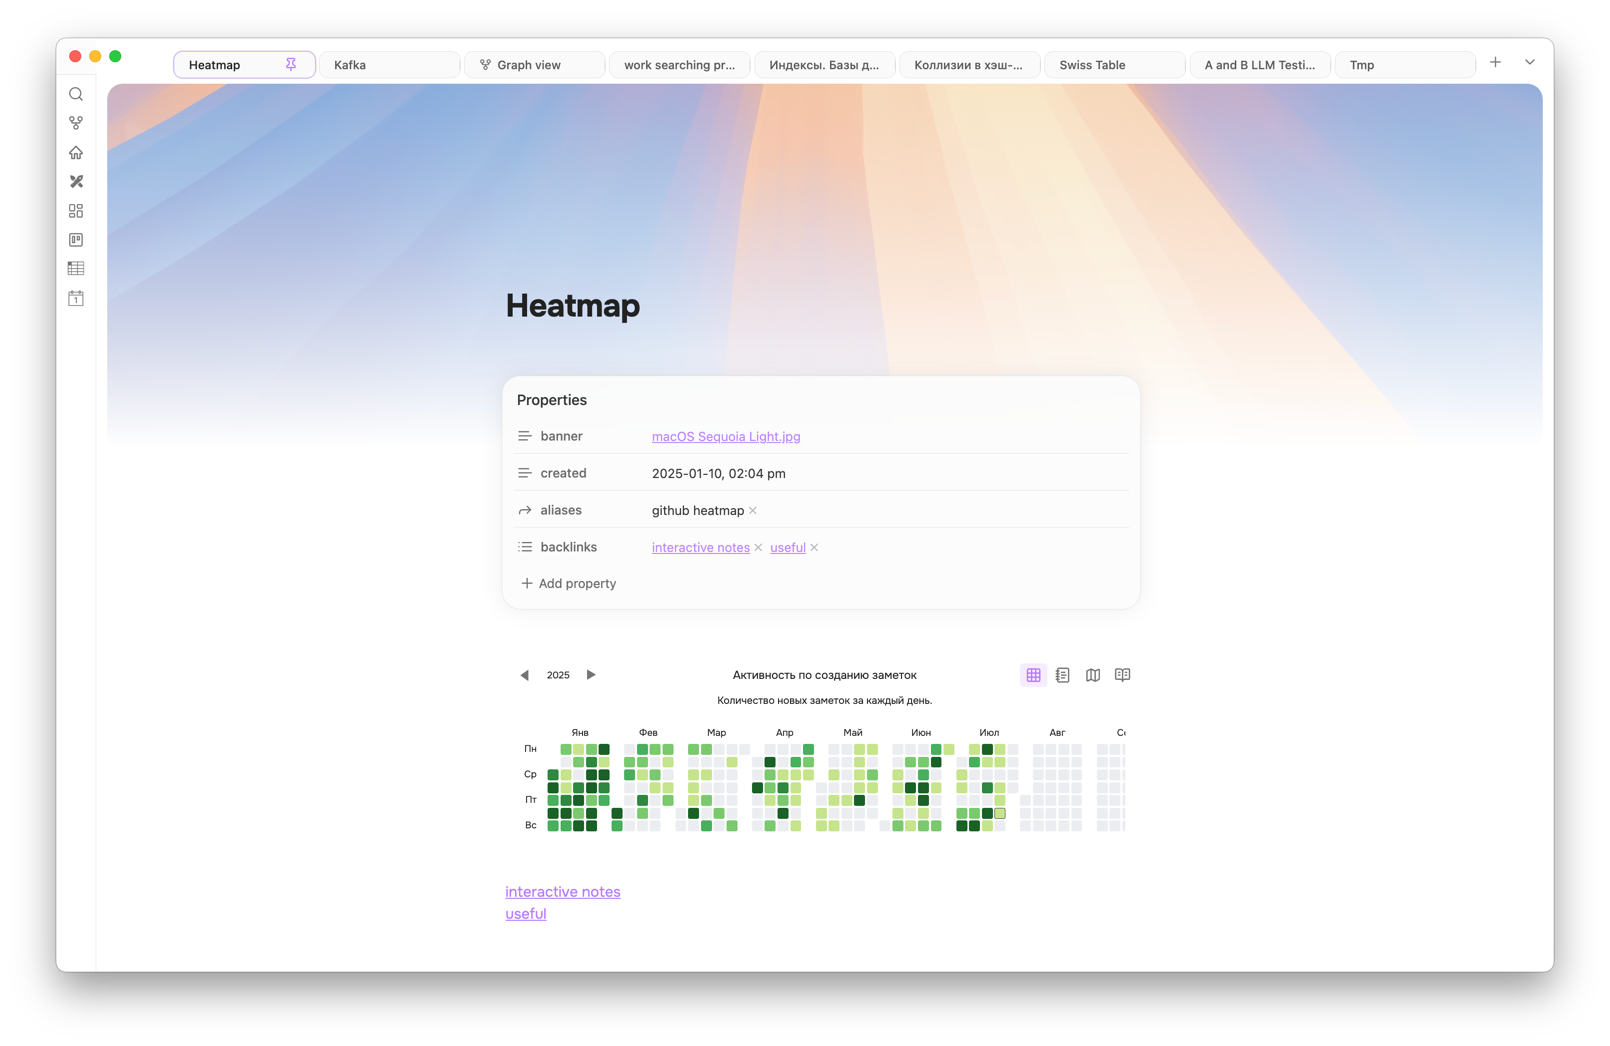 Heatmap
Kafka
Graph view
work searching pr...
Индексы. Базы д...
Коллизии в хэш-...
Swiss Table
A and B LLM Testi...
Tmp
1
Heatmap
Properties
banner macOS Sequoia Light.jpg
created 2025-01-10, 02:04 pm
aliases github heatmap
backlinks interactive notes useful
Add property
2025 Активность по созданию заметок
Количество новых заметок за каждый день.
Янв Фев Мар Апр Май Июн Июл Авг
Пн
Ср
Пт
Вс
interactive notes
useful